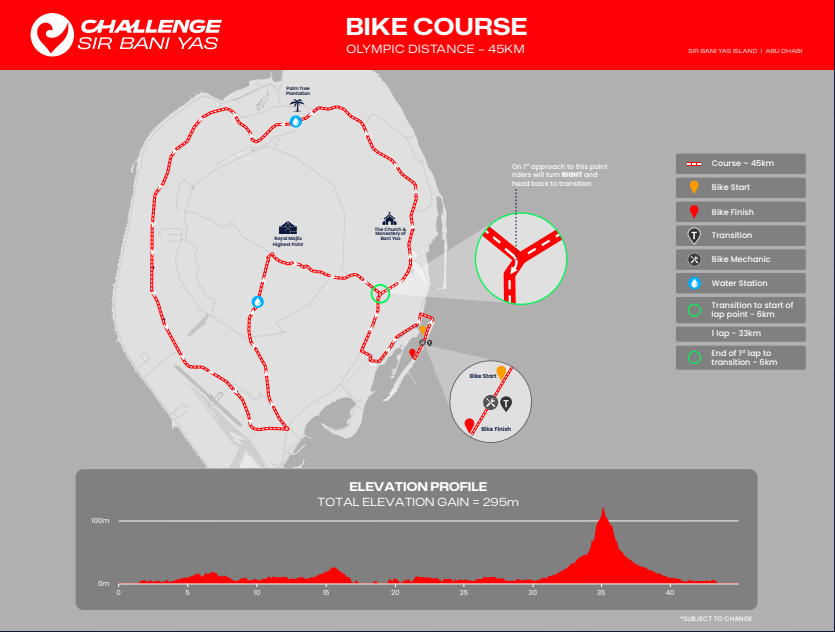 CHALLENGE
SIR BANI YAS
BIKE COURSE
OLYMPIC DISTANCE – 45KM
SIR BANI YAS ISLAND | ABU DHABI
Palm Tree
Plantation
On 1st approach to this point
riders will turn RIGHT and
head back to transition
Royal Majlis
Highest Point
The Church &
Monastery of
Bani Yas
T
Bike Start
T
Bike Finish
Course – 45km
Bike Start
Bike Finish
T Transition
Bike Mechanic
Water Station
Transition to start of
lap point - 6km
1 lap - 33km
End of 1st lap to
transition - 6km
ELEVATION PROFILE
TOTAL ELEVATION GAIN = 295m
100m
0m
0 5 10 15 20 25 30 35 40
*SUBJECT TO CHANGE